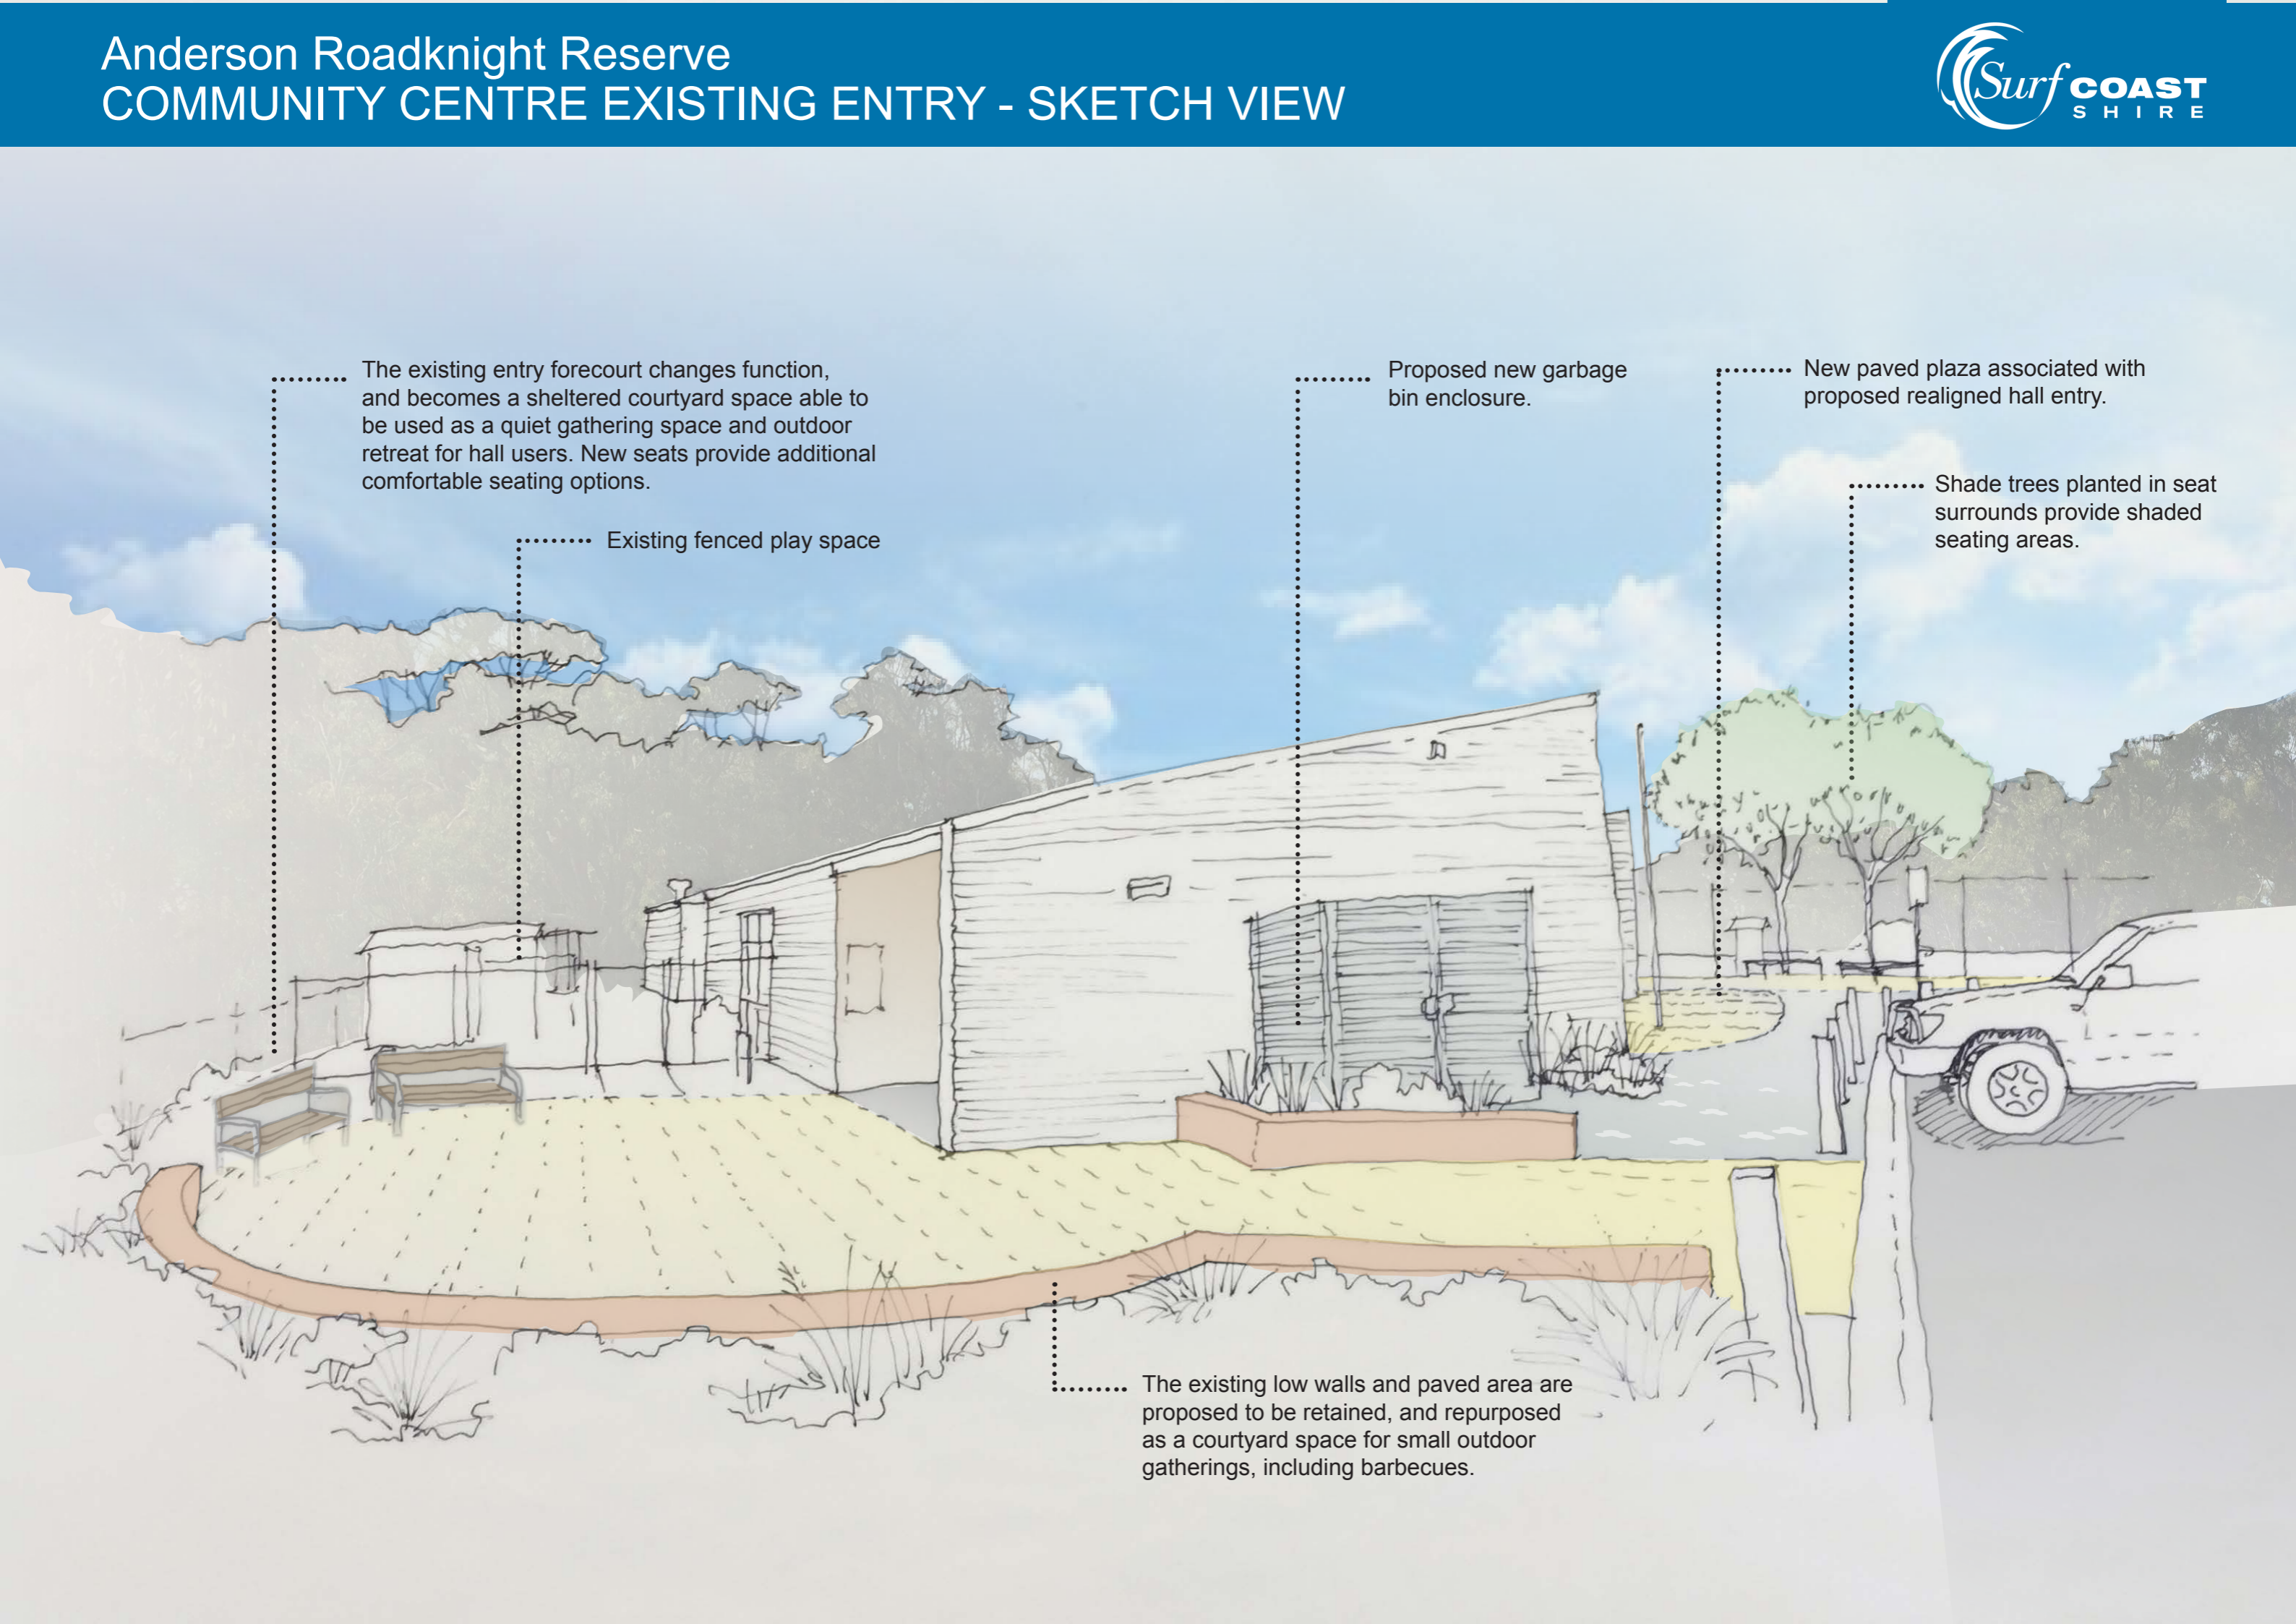 Anderson Roadknight Reserve
COMMUNITY CENTRE EXISTING ENTRY - SKETCH VIEW
Surf COAST
SHIRE
The existing entry forecourt changes function,
and becomes a sheltered courtyard space able to
be used as a quiet gathering space and outdoor
retreat for hall users. New seats provide additional
comfortable seating options.
Existing fenced play space
Proposed new garbage
bin enclosure.
New paved plaza associated with
proposed realigned hall entry.
Shade trees planted in seat
surrounds provide shaded
seating areas.
The existing low walls and paved area are
proposed to be retained, and repurposed
as a courtyard space for small outdoor
gatherings, including barbecues.